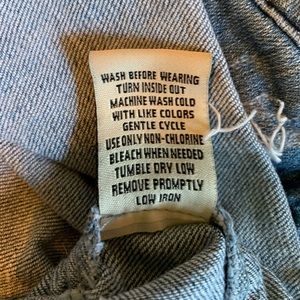 WASH BEFORE WEARING
TURN INSIDE OUT
MACHINE WASH COLD
WITH LIKE COLORS
GENTLE CYCLE
USE ONLY NON-CHLORINE
BLEACH WHEN NEEDED
TUMBLE DRY LOW
REMOVE PROMPTLY
LOW IRON